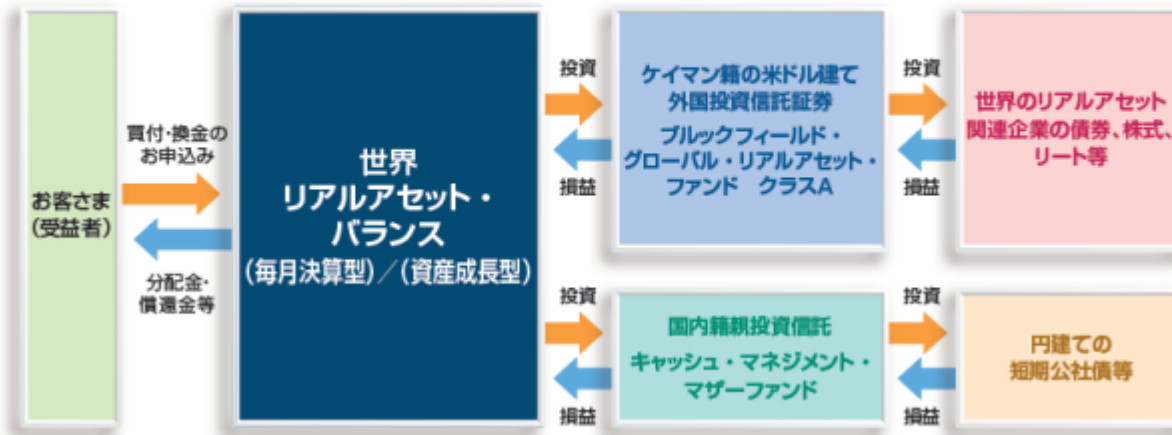 お客さま
(受益者)
買付・換金の
お申込み
分配金・
償還金等
世界
リアルアセット・
バランス
(毎月決算型)/(資産成長型)
投資
損益
ケイマン籍の米ドル建て
外国投資信託証券
ブルックフィールド・
グローバル・リアルアセット・
ファンド クラスA
投資
損益
世界のリアルアセット
関連企業の債券、株式、
リート等
投資
損益
国内籍親投資信託
キャッシュ・マネジメント・
マザーファンド
投資
損益
円建ての
短期公社債等